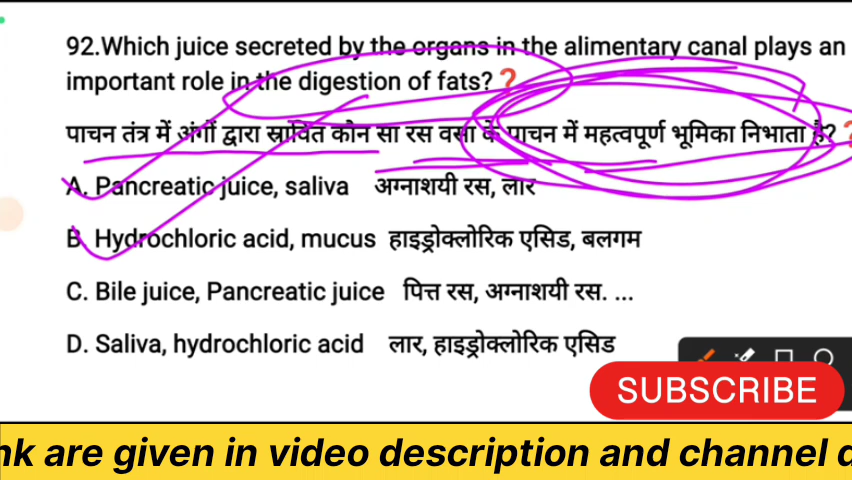 92.Which juice secreted by the organs in the alimentary canal plays an
important role in the digestion of fats? ❓
पाचन तंत्र में अंगों द्वारा स्रावित कौन सा रस वसा के पाचन में महत्वपूर्ण भूमिका निभाता है? ❓
A. Pancreatic juice, saliva अग्नाशयी रस, लार
B. Hydrochloric acid, mucus हाइड्रोक्लोरिक एसिड, बलगम
C. Bile juice, Pancreatic juice पित्त रस, अग्नाशयी रस. ...
D. Saliva, hydrochloric acid लार, हाइड्रोक्लोरिक एसिड
SUBSCRIBE
are given in video description and channel